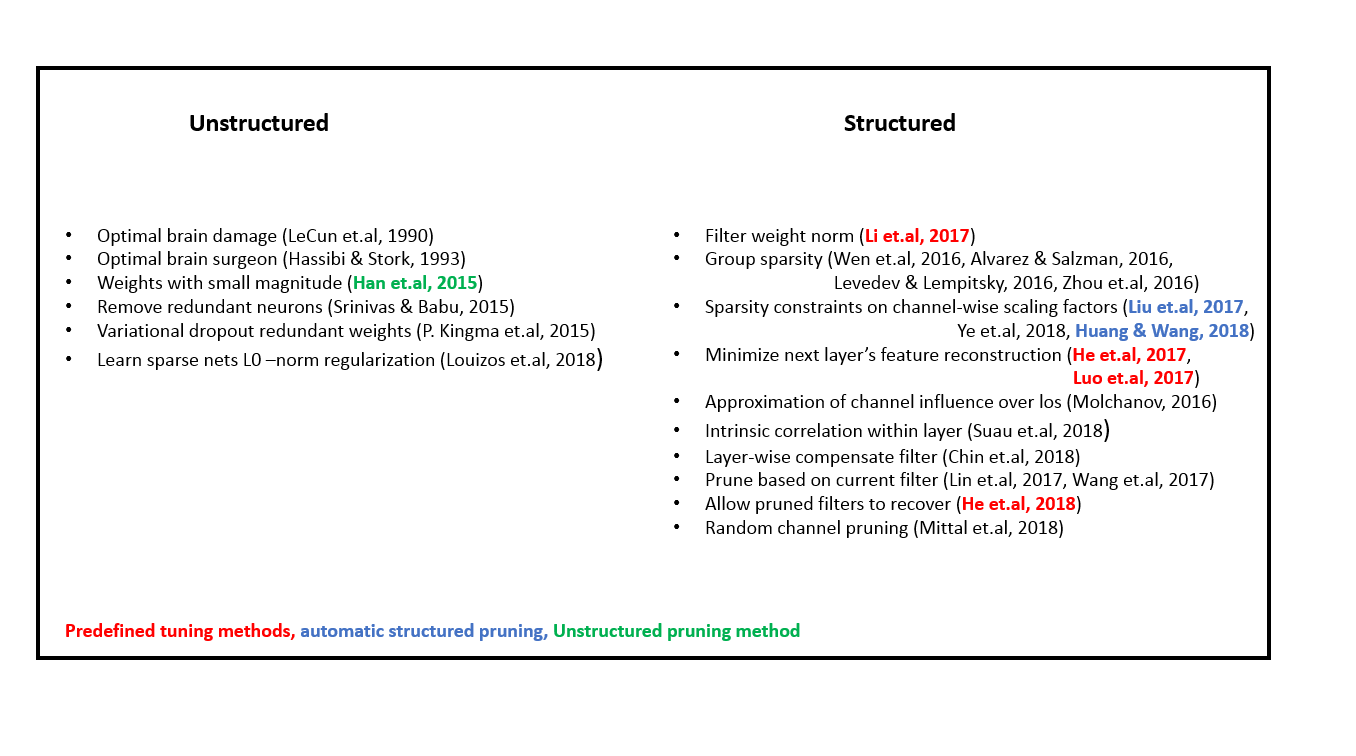 Unstructured
• Optimal brain damage (LeCun et.al, 1990)
• Optimal brain surgeon (Hassibi & Stork, 1993)
• Weights with small magnitude (Han et.al, 2015)
• Remove redundant neurons (Srinivas & Babu, 2015)
• Variational dropout redundant weights (P. Kingma et.al, 2015)
• Learn sparse nets L0 –norm regularization (Louizos et.al, 2018)
Structured
• Filter weight norm (Li et.al, 2017)
• Group sparsity (Wen et.al, 2016, Alvarez & Salzman, 2016,
Levedev & Lempitsky, 2016, Zhou et.al, 2016)
• Sparsity constraints on channel-wise scaling factors (Liu et.al, 2017,
Ye et.al, 2018, Huang & Wang, 2018)
• Minimize next layer’s feature reconstruction (He et.al, 2017,
Luo et.al, 2017)
• Approximation of channel influence over los (Molchanov, 2016)
• Intrinsic correlation within layer (Suau et.al, 2018)
• Layer-wise compensate filter (Chin et.al, 2018)
• Prune based on current filter (Lin et.al, 2017, Wang et.al, 2017)
• Allow pruned filters to recover (He et.al, 2018)
• Random channel pruning (Mittal et.al, 2018)
Predefined tuning methods, automatic structured pruning, Unstructured pruning method